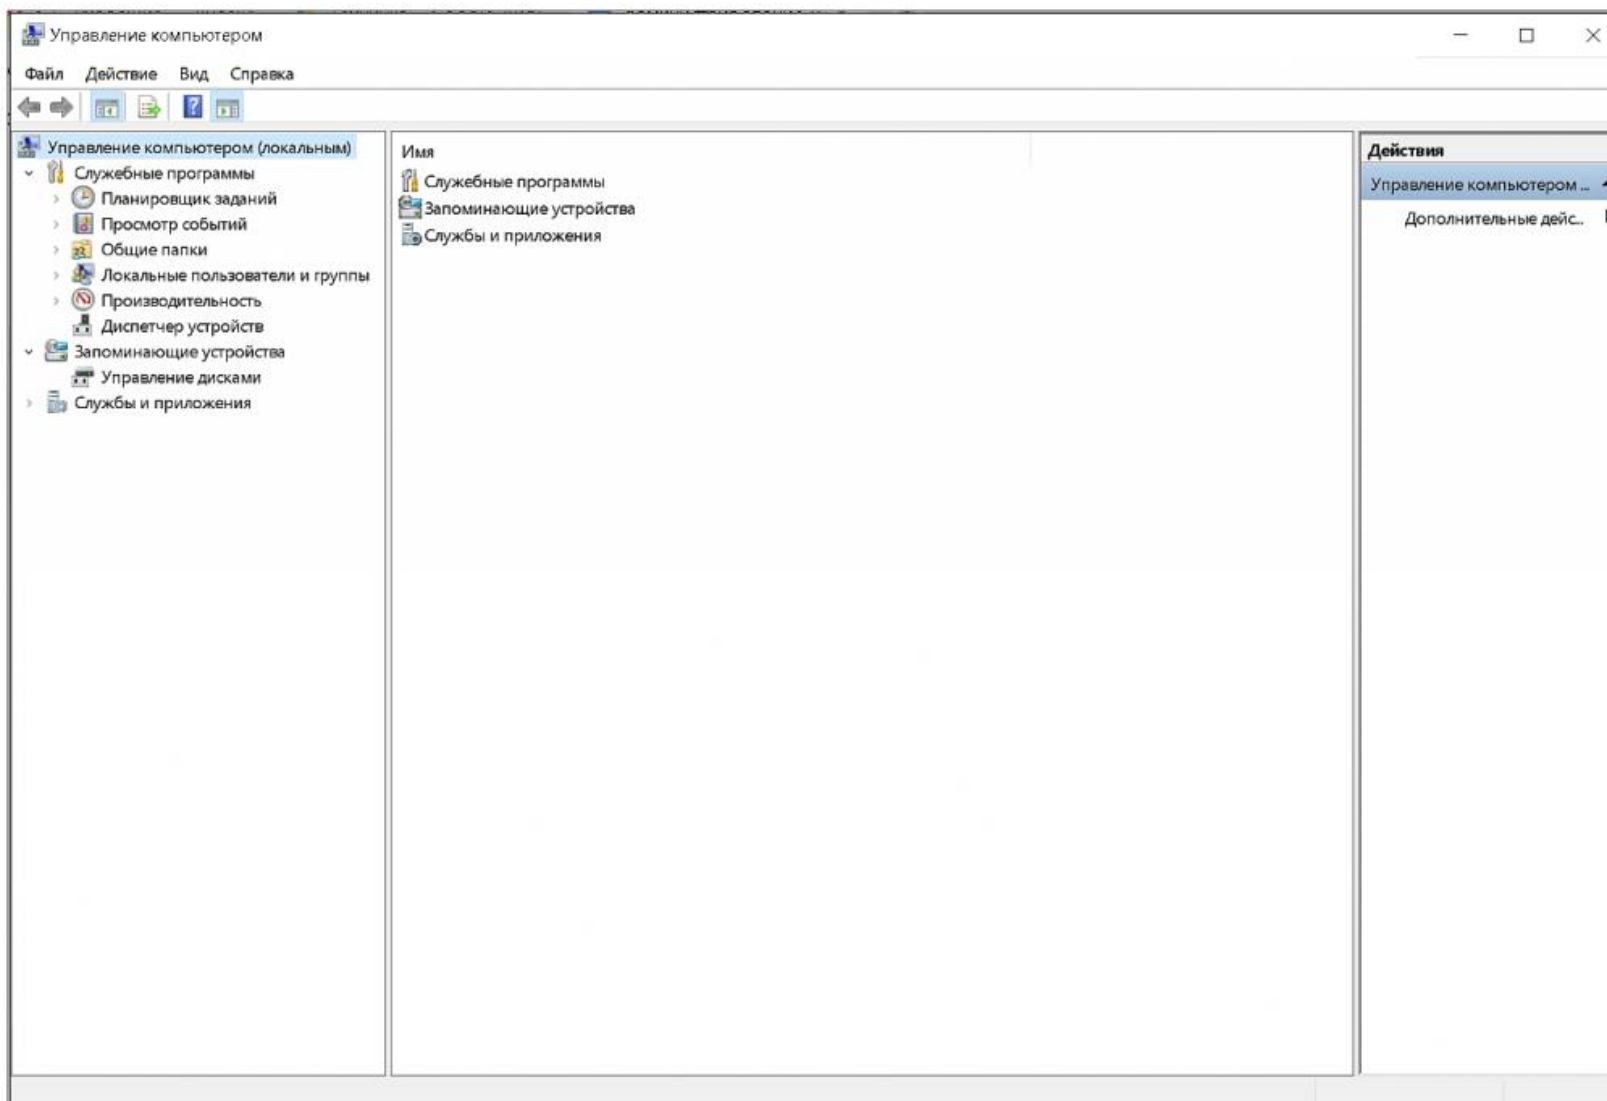 Управление компьютером
Файл Действие Вид Справка
Управление компьютером (локальным)
Служебные программы
Планировщик заданий
Просмотр событий
Общие папки
Локальные пользователи и группы
Производительность
Диспетчер устройств
Запоминающие устройства
Управление дисками
Службы и приложения
Имя
Служебные программы
Запоминающие устройства
Службы и приложения
Действия
Управление компьютером ...
Дополнительные дейс...